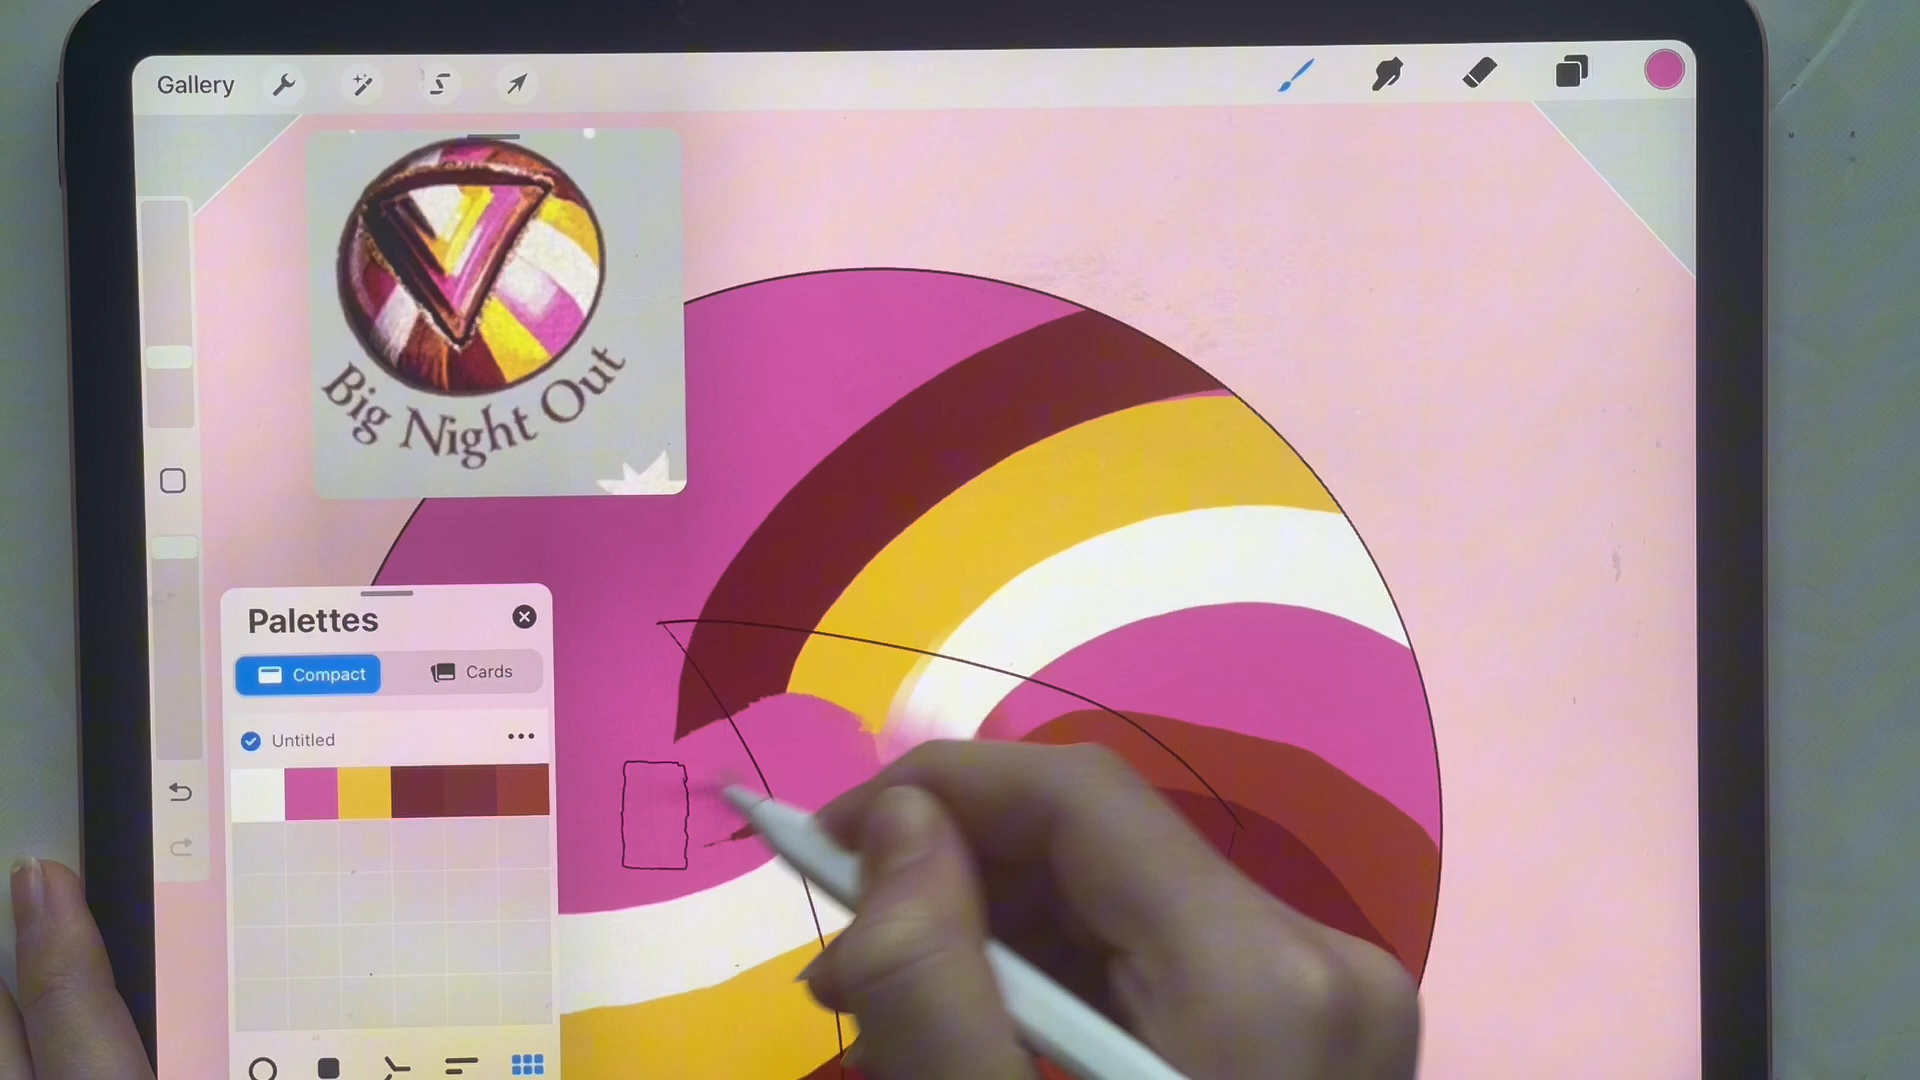 Gallery
Big Night Out
Palettes
Compact
Cards
Untitled